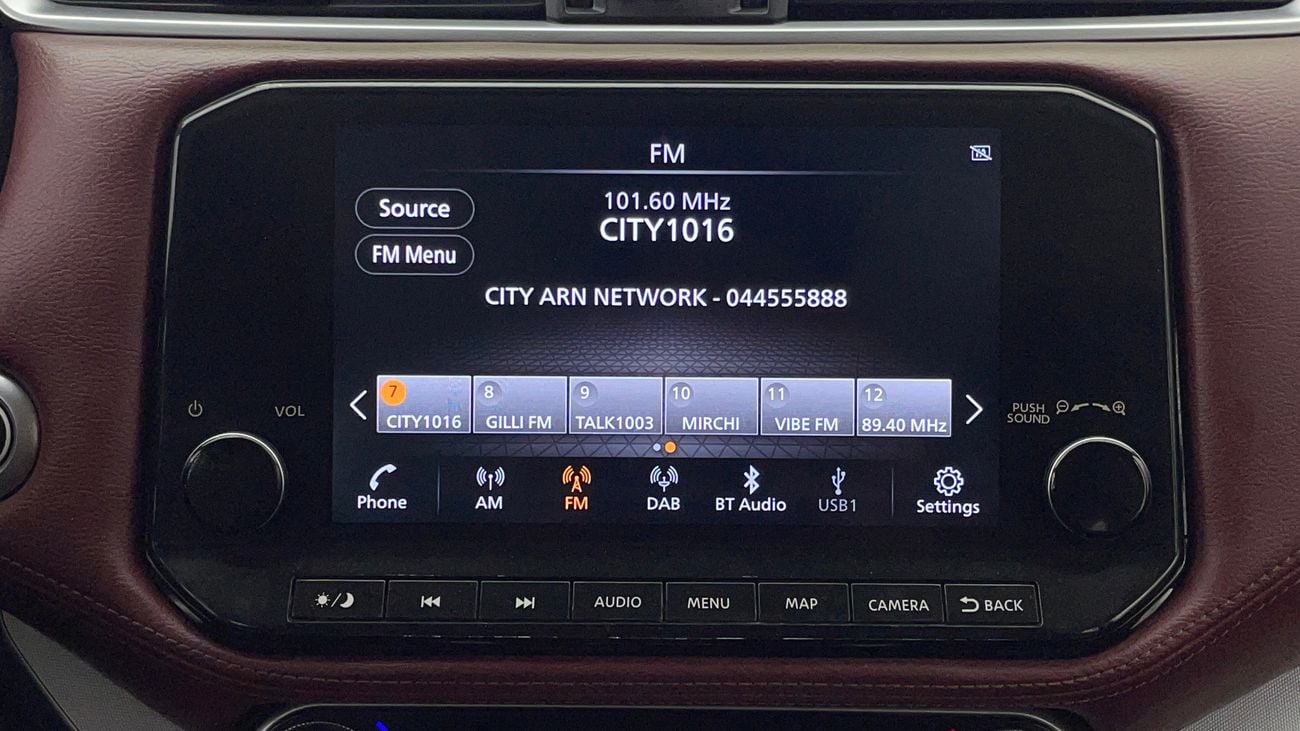 FM
TA
Source
101.60 MHz
CITY1016
FM Menu
CITY ARN NETWORK - 044555888
7 8 9 10 11 12
CITY1016 GILLI FM TALK1003 MIRCHI VIBE FM 89.40 MHz
VOL
PUSH
SOUND
Phone AM FM DAB BT Audio USB1 Settings
AUDIO MENU MAP CAMERA BACK